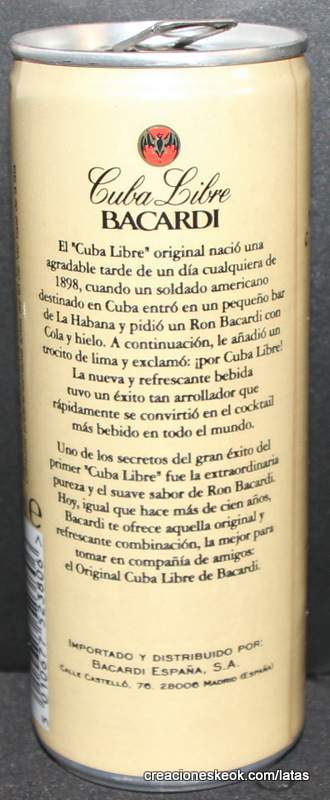 Cuba Libre
BACARDI
El "Cuba Libre" original nació una
agradable tarde de un día cualquiera de
1898, cuando un soldado americano
destinado en Cuba entró en un pequeño bar
de La Habana y pidió un Ron Bacardi con
Cola y hielo. A continuación, le añadió un
trocito de lima y exclamó: ¡por Cuba Libre!
La nueva y refrescante bebida
tuvo un éxito tan arrollador que
rápidamente se convirtió en el cocktail
más bebido en todo el mundo.
Uno de los secretos del gran éxito del
primer "Cuba Libre" fue la extraordinaria
pureza y el suave sabor de Ron Bacardi.
Hoy, igual que hace más de cien años,
Bacardi te ofrece aquella original y
refrescante combinación, la mejor para
tomar en compañía de amigos:
el Original Cuba Libre de Bacardi.
IMPORTADO Y DISTRIBUIDO POR:
BACARDI ESPAÑA, S.A.
CALLE CASTELLÓ, 76. 28006 MADRID (ESPAÑA)
e
creacioneskeok.com/latas